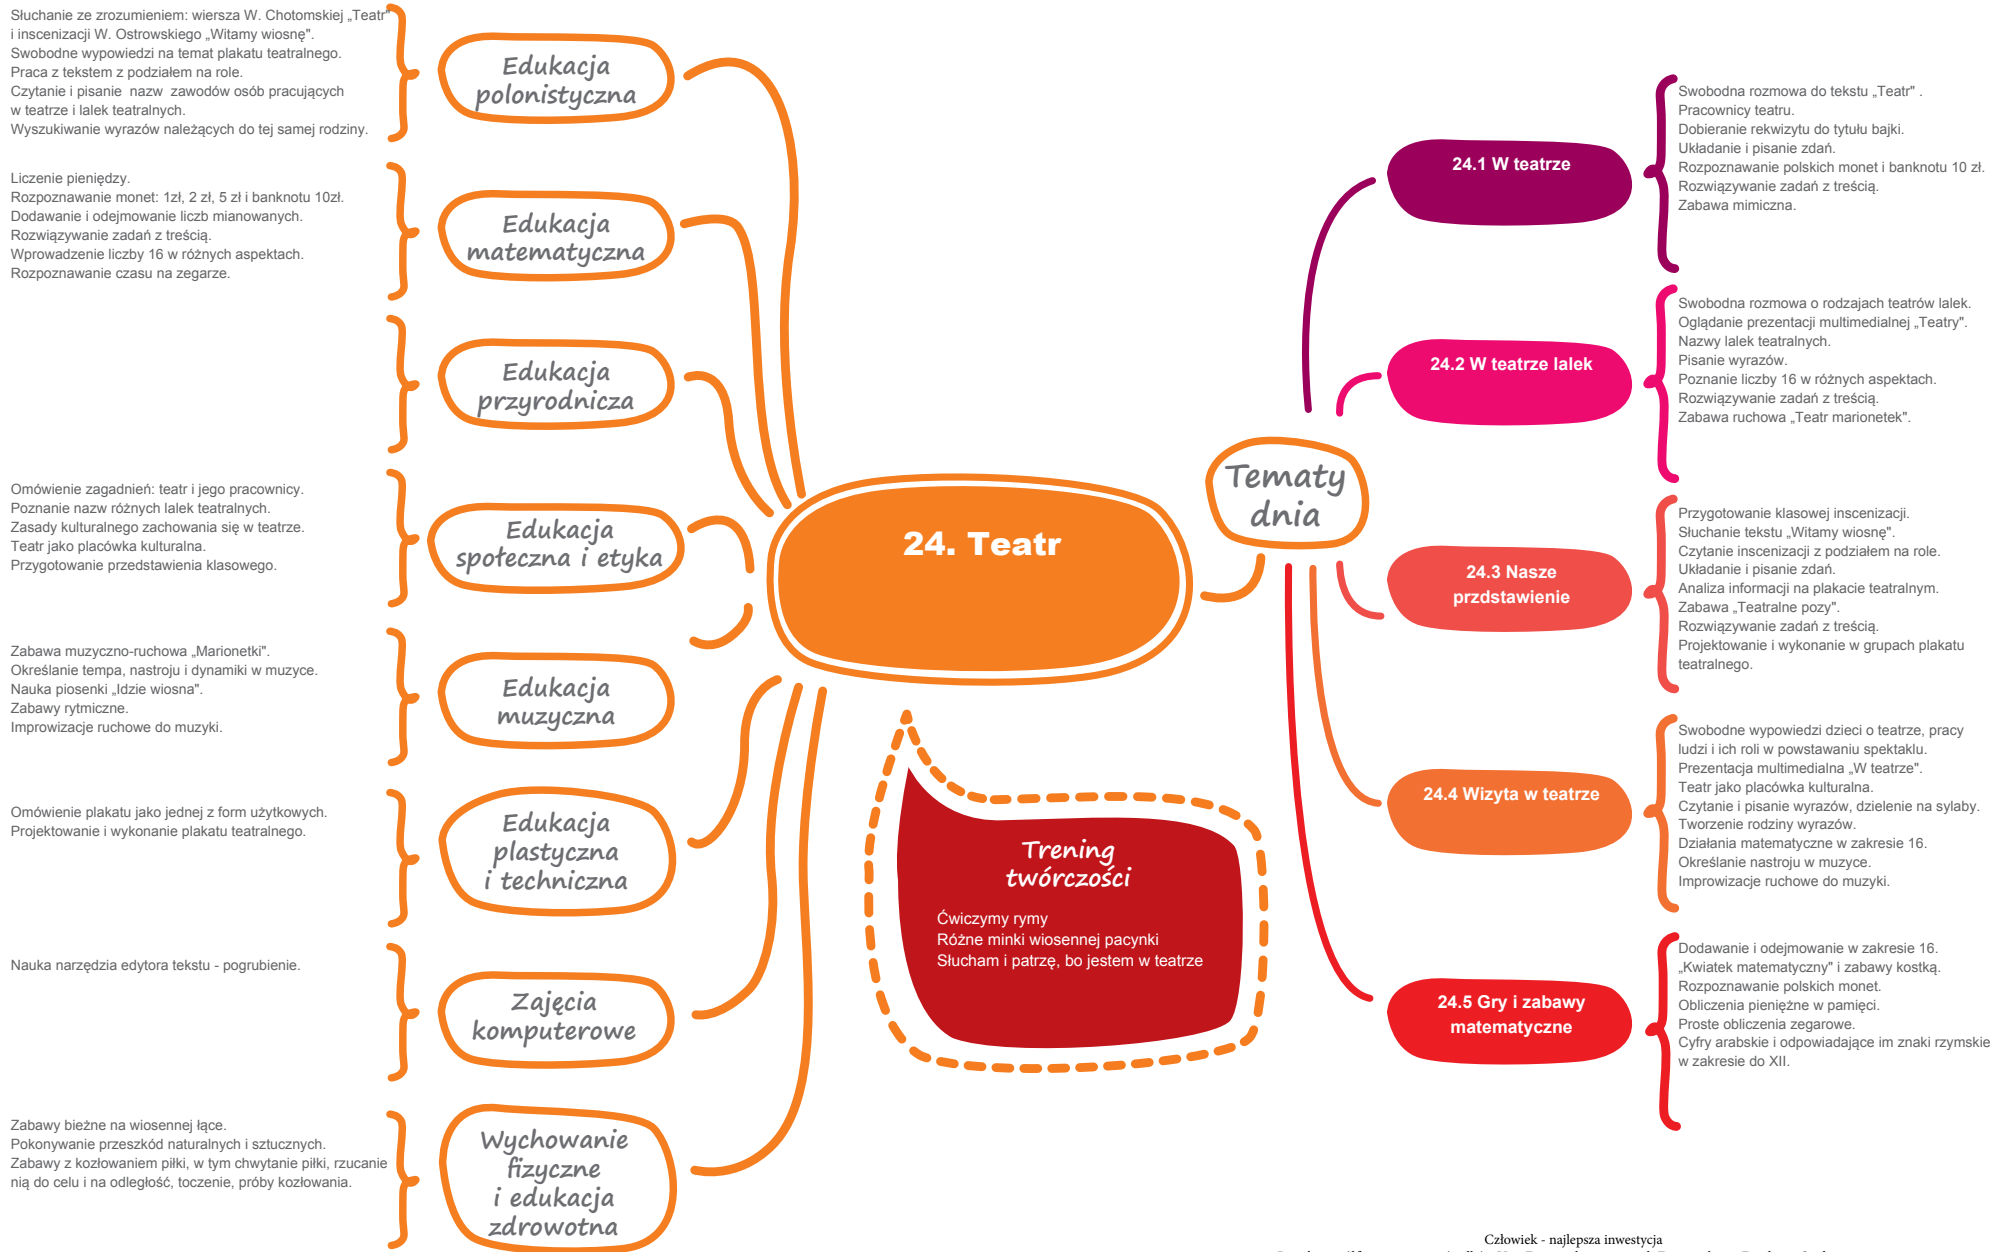 Słuchanie ze zrozumieniem: wiersza W. Chotomskiej „Teatr"
i inscenizacji W. Ostrowskiego „Witamy wiosnę".
Swobodne wypowiedzi na temat plakatu teatralnego.
Praca z tekstem z podziałem na role.
Czytanie i pisanie nazw zawodów osób pracujących
w teatrze i lalek teatralnych.
Wyszukiwanie wyrazów należących do tej samej rodziny.
Edukacja
polonistyczna
Liczenie pieniędzy.
Rozpoznawanie monet: 1zł, 2 zł, 5 zł i banknotu 10zł.
Dodawanie i odejmowanie liczb mianowanych.
Rozwiązywanie zadań z treścią.
Wprowadzenie liczby 16 w różnych aspektach.
Rozpoznawanie czasu na zegarze.
Edukacja
matematyczna
Edukacja
przyrodnicza
Omówienie zagadnień: teatr i jego pracownicy.
Poznanie nazw różnych lalek teatralnych.
Zasady kulturalnego zachowania się w teatrze.
Teatr jako placówka kulturalna.
Przygotowanie przedstawienia klasowego.
Edukacja
społeczna i etyka
Zabawa muzyczno-ruchowa „Marionetki".
Określanie tempa, nastroju i dynamiki w muzyce.
Nauka piosenki „Idzie wiosna".
Zabawy rytmiczne.
Improwizacje ruchowe do muzyki.
Edukacja
muzyczna
Omówienie plakatu jako jednej z form użytkowych.
Projektowanie i wykonanie plakatu teatralnego.
Edukacja
plastyczna
i techniczna
Nauka narzędzia edytora tekstu - pogrubienie.
Zajęcia
komputerowe
Zabawy bieżne na wiosennej łące.
Pokonywanie przeszkód naturalnych i sztucznych.
Zabawy z kozłowaniem piłki, w tym chwytanie piłki, rzucanie
nią do celu i na odległość, toczenie, próby kozłowania.
Wychowanie
fizyczne
i edukacja
zdrowotna
24. Teatr
Trening
twórczości
Ćwiczymy rymy
Różne minki wiosennej pacynki
Słucham i patrzę, bo jestem w teatrze
Tematy
dnia
24.1 W teatrze
Swobodna rozmowa do tekstu „Teatr" .
Pracownicy teatru.
Dobieranie rekwizytu do tytułu bajki.
Układanie i pisanie zdań.
Rozpoznawanie polskich monet i banknotu 10 zł.
Rozwiązywanie zadań z treścią.
Zabawa mimiczna.
24.2 W teatrze lalek
Swobodna rozmowa o rodzajach teatrów lalek.
Oglądanie prezentacji multimedialnej „Teatry".
Nazwy lalek teatralnych.
Pisanie wyrazów.
Poznanie liczby 16 w różnych aspektach.
Rozwiązywanie zadań z treścią.
Zabawa ruchowa „Teatr marionetek".
24.3 Nasze
przdstawienie
Przygotowanie klasowej inscenizacji.
Słuchanie tekstu „Witamy wiosnę".
Czytanie inscenizacji z podziałem na role.
Układanie i pisanie zdań.
Analiza informacji na plakacie teatralnym.
Zabawa „Teatralne pozy".
Rozwiązywanie zadań z treścią.
Projektowanie i wykonanie w grupach plakatu
teatralnego.
24.4 Wizyta w teatrze
Swobodne wypowiedzi dzieci o teatrze, pracy
ludzi i ich roli w powstawaniu spektaklu.
Prezentacja multimedialna „W teatrze".
Teatr jako placówka kulturalna.
Czytanie i pisanie wyrazów, dzielenie na sylaby.
Tworzenie rodziny wyrazów.
Działania matematyczne w zakresie 16.
Określanie nastroju w muzyce.
Improwizacje ruchowe do muzyki.
24.5 Gry i zabawy
matematyczne
Dodawanie i odejmowanie w zakresie 16.
„Kwiatek matematyczny" i zabawy kostką.
Rozpoznawanie polskich monet.
Obliczenia pieniężne w pamięci.
Proste obliczenia zegarowe.
Cyfry arabskie i odpowiadające im znaki rzymskie
w zakresie do XII.
Człowiek - najlepsza inwestycja